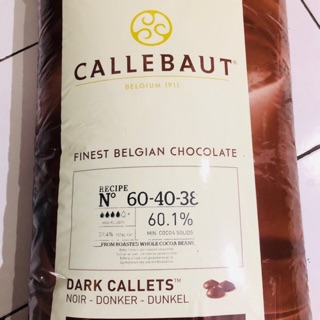 CALLEBAUT®
BELGIUM 1911
FINEST BELGIAN CHOCOLATE
RECIPE
N° 60-40-38
60.1%
MIN. COCOA SOLIDS
FROM ROASTED WHOLE COCOA BEANS
DARK CALLETS™
NOIR - DONKER - DUNKEL